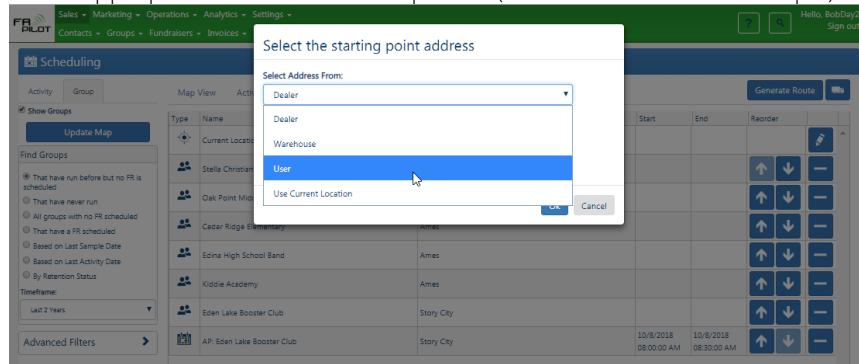 Sales Marketing Operations Analytics Settings
FR PILOT
Contacts Groups Fundraisers Invoices
Hello, BobDay2
Sign out
Scheduling
Activity Group
Map View
Generate Route
Show Groups
Update Map
Find Groups
That have run before but no FR is
scheduled
That have never run
All groups with no FR scheduled
That have a FR scheduled
Based on Last Sample Date
Based on Last Activity Date
By Retention Status
Timeframe:
Last 2 Years
Advanced Filters
Select the starting point address
Select Address From:
Dealer
Dealer
Warehouse
User
Use Current Location
Ok Cancel
Type Name Start End Reorder
Current
Stella Christian
Oak Point
Cedar Ridge Elementary Ames
Edina High School Band Ames
Kiddie Academy Ames
Eden Lake Booster Club Story City
AP: Eden Lake Booster Club Story City 10/8/2018 08:00:00 AM 10/8/2018 08:30:00 AM